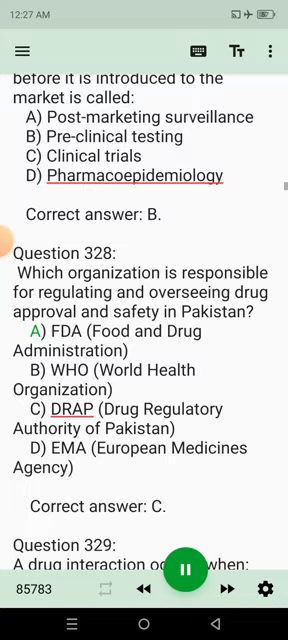 12:27 AM
67
before it is introduced to the
market is called:
A) Post-marketing surveillance
B) Pre-clinical testing
C) Clinical trials
D) Pharmacoepidemiology
Correct answer: B.
Question 328:
Which organization is responsible
for regulating and overseeing drug
approval and safety in Pakistan?
A) FDA (Food and Drug
Administration)
B) WHO (World Health
Organization)
C) DRAP (Drug Regulatory
Authority of Pakistan)
D) EMA (European Medicines
Agency)
Correct answer: C.
Question 329:
A drug interaction when:
85783